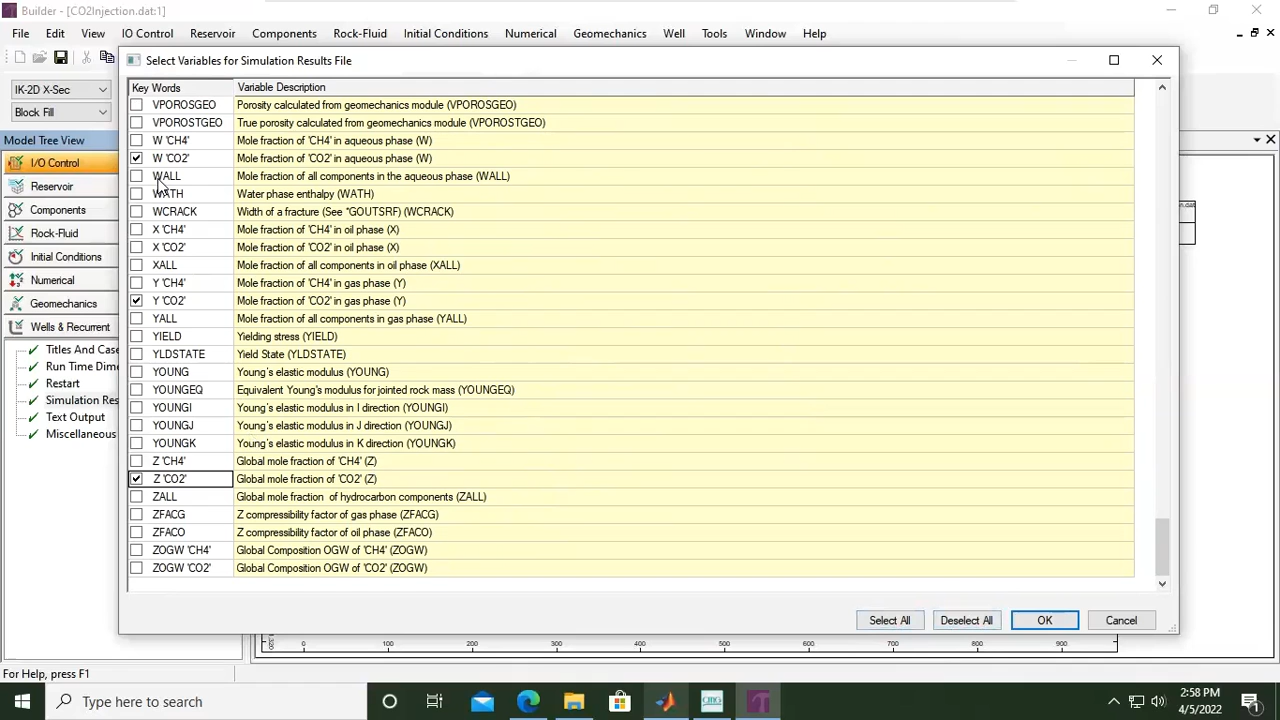 Builder - [CO2Injection.dat:1]
File Edit View IO Control Reservoir Components Rock-Fluid Initial Conditions Numerical Geomechanics Well Tools Window Help
Select Variables for Simulation Results File
IK-2D X-Sec
Block Fill
Model Tree View
I/O Control
Reservoir
Components
Rock-Fluid
Initial Conditions
Numerical
Geomechanics
Wells & Recurrent
Titles And Case
Run Time Dime
Restart
Simulation Res
Text Output
Miscellaneous
Key Words Variable Description
VPOROSGEO Porosity calculated from geomechanics module (VPOROSGEO)
VPOROSTGEO True porosity calculated from geomechanics module (VPOROSTGEO)
W 'CH4' Mole fraction of 'CH4' in aqueous phase (W)
W 'CO2' Mole fraction of 'CO2' in aqueous phase (W)
WALL Mole fraction of all components in the aqueous phase (WALL)
WATH Water phase enthalpy (WATH)
WCRACK Width of a fracture (See *GOUTSRF) (WCRACK)
X 'CH4' Mole fraction of 'CH4' in oil phase (X)
X 'CO2' Mole fraction of 'CO2' in oil phase (X)
XALL Mole fraction of all components in oil phase (XALL)
Y 'CH4' Mole fraction of 'CH4' in gas phase (Y)
Y 'CO2' Mole fraction of 'CO2' in gas phase (Y)
YALL Mole fraction of all components in gas phase (YALL)
YIELD Yielding stress (YIELD)
YLDSTATE Yield State (YLDSTATE)
YOUNG Young's elastic modulus (YOUNG)
YOUNGEQ Equivalent Young's modulus for jointed rock mass (YOUNGEQ)
YOUNGI Young's elastic modulus in I direction (YOUNGI)
YOUNGJ Young's elastic modulus in J direction (YOUNGJ)
YOUNGK Young's elastic modulus in K direction (YOUNGK)
Z 'CH4' Global mole fraction of 'CH4' (Z)
Z 'CO2' Global mole fraction of 'CO2' (Z)
ZALL Global mole fraction of hydrocarbon components (ZALL)
ZFACG Z compressibility factor of gas phase (ZFACG)
ZFACO Z compressibility factor of oil phase (ZFACO)
ZOGW 'CH4' Global Composition OGW of 'CH4' (ZOGW)
ZOGW 'CO2' Global Composition OGW of 'CO2' (ZOGW)
Select All Deselect All OK Cancel
0 100 200 300 400 500 600 700 800 900
For Help, press F1
Type here to search
2:58 PM
4/5/2022